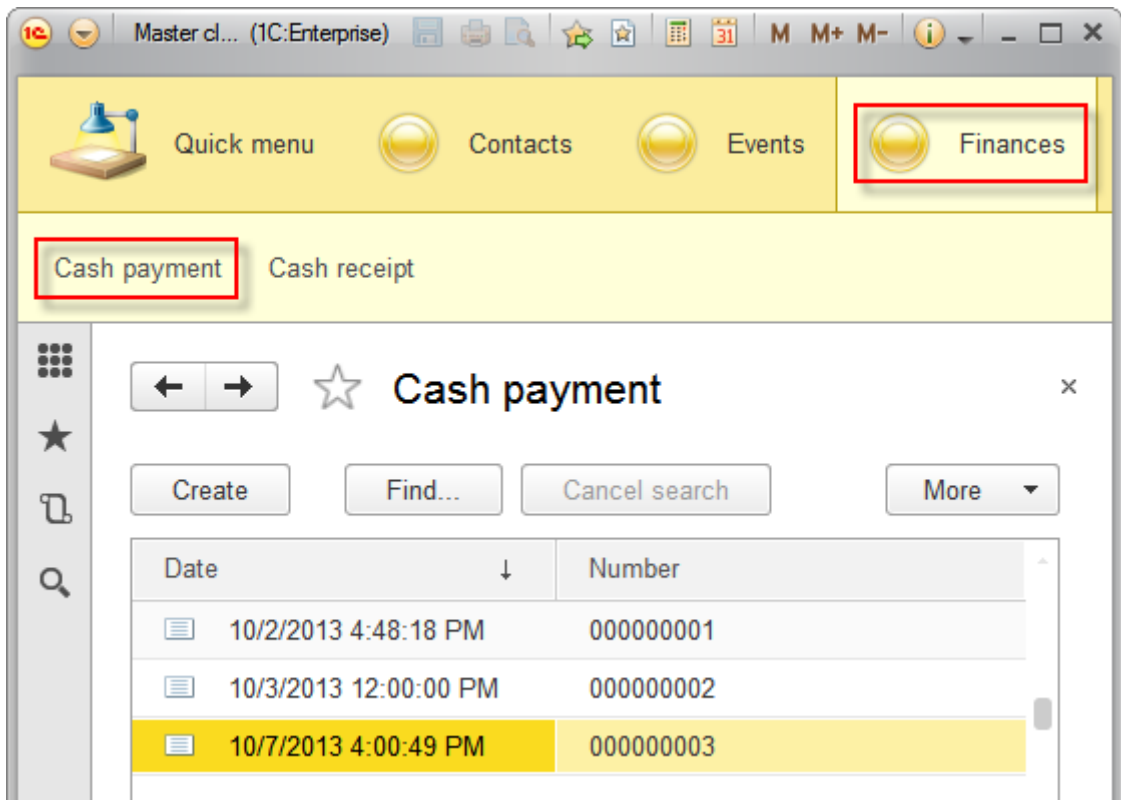 1C Master cl... (1C:Enterprise) 31 M M+ M-
Quick menu Contacts Events Finances
Cash payment Cash receipt
Cash payment
Create Find... Cancel search More
Date Number
10/2/2013 4:48:18 PM 000000001
10/3/2013 12:00:00 PM 000000002
10/7/2013 4:00:49 PM 000000003